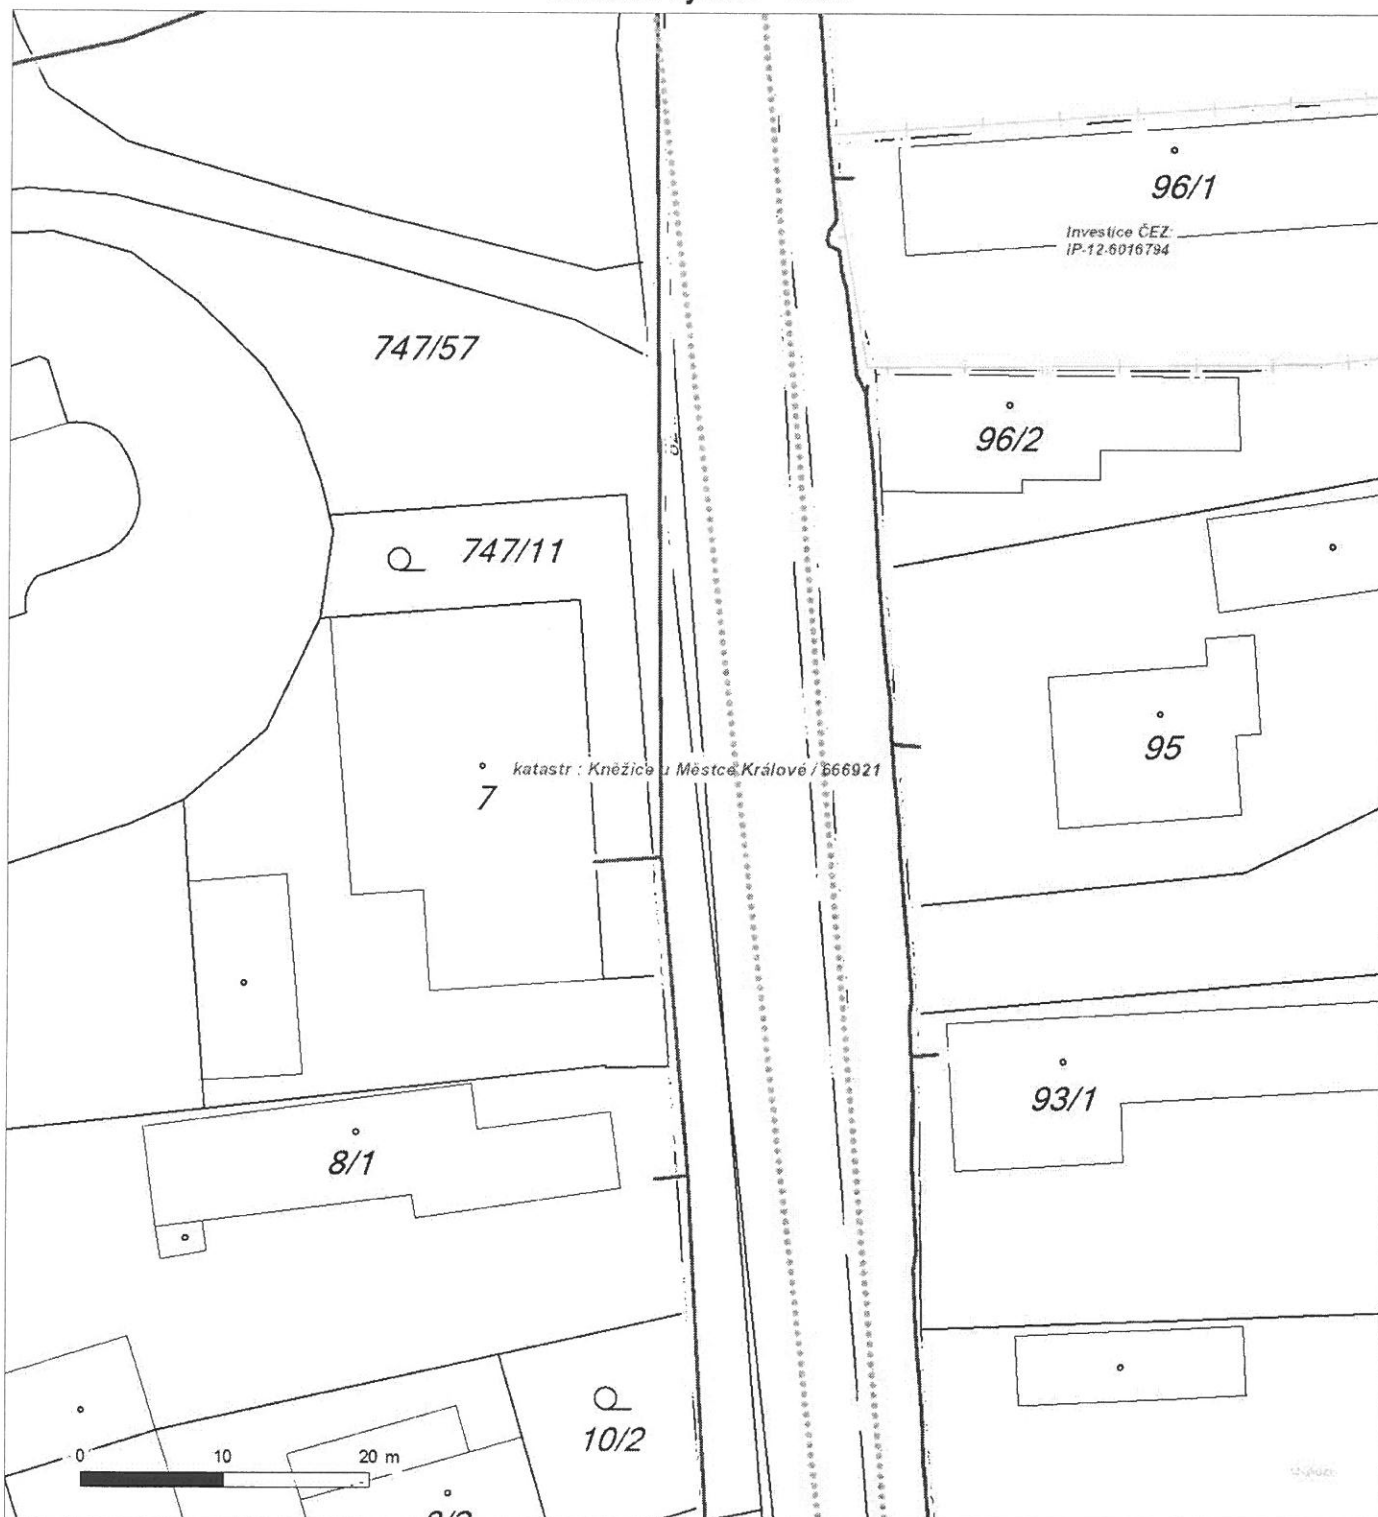 96/1
Investice ČEZ:
IP-12-6016794
747/57
96/2
747/11
95
katastr : Kněžice u Městce Králové / 666921
7
93/1
8/1
10/2
0 10 20 m